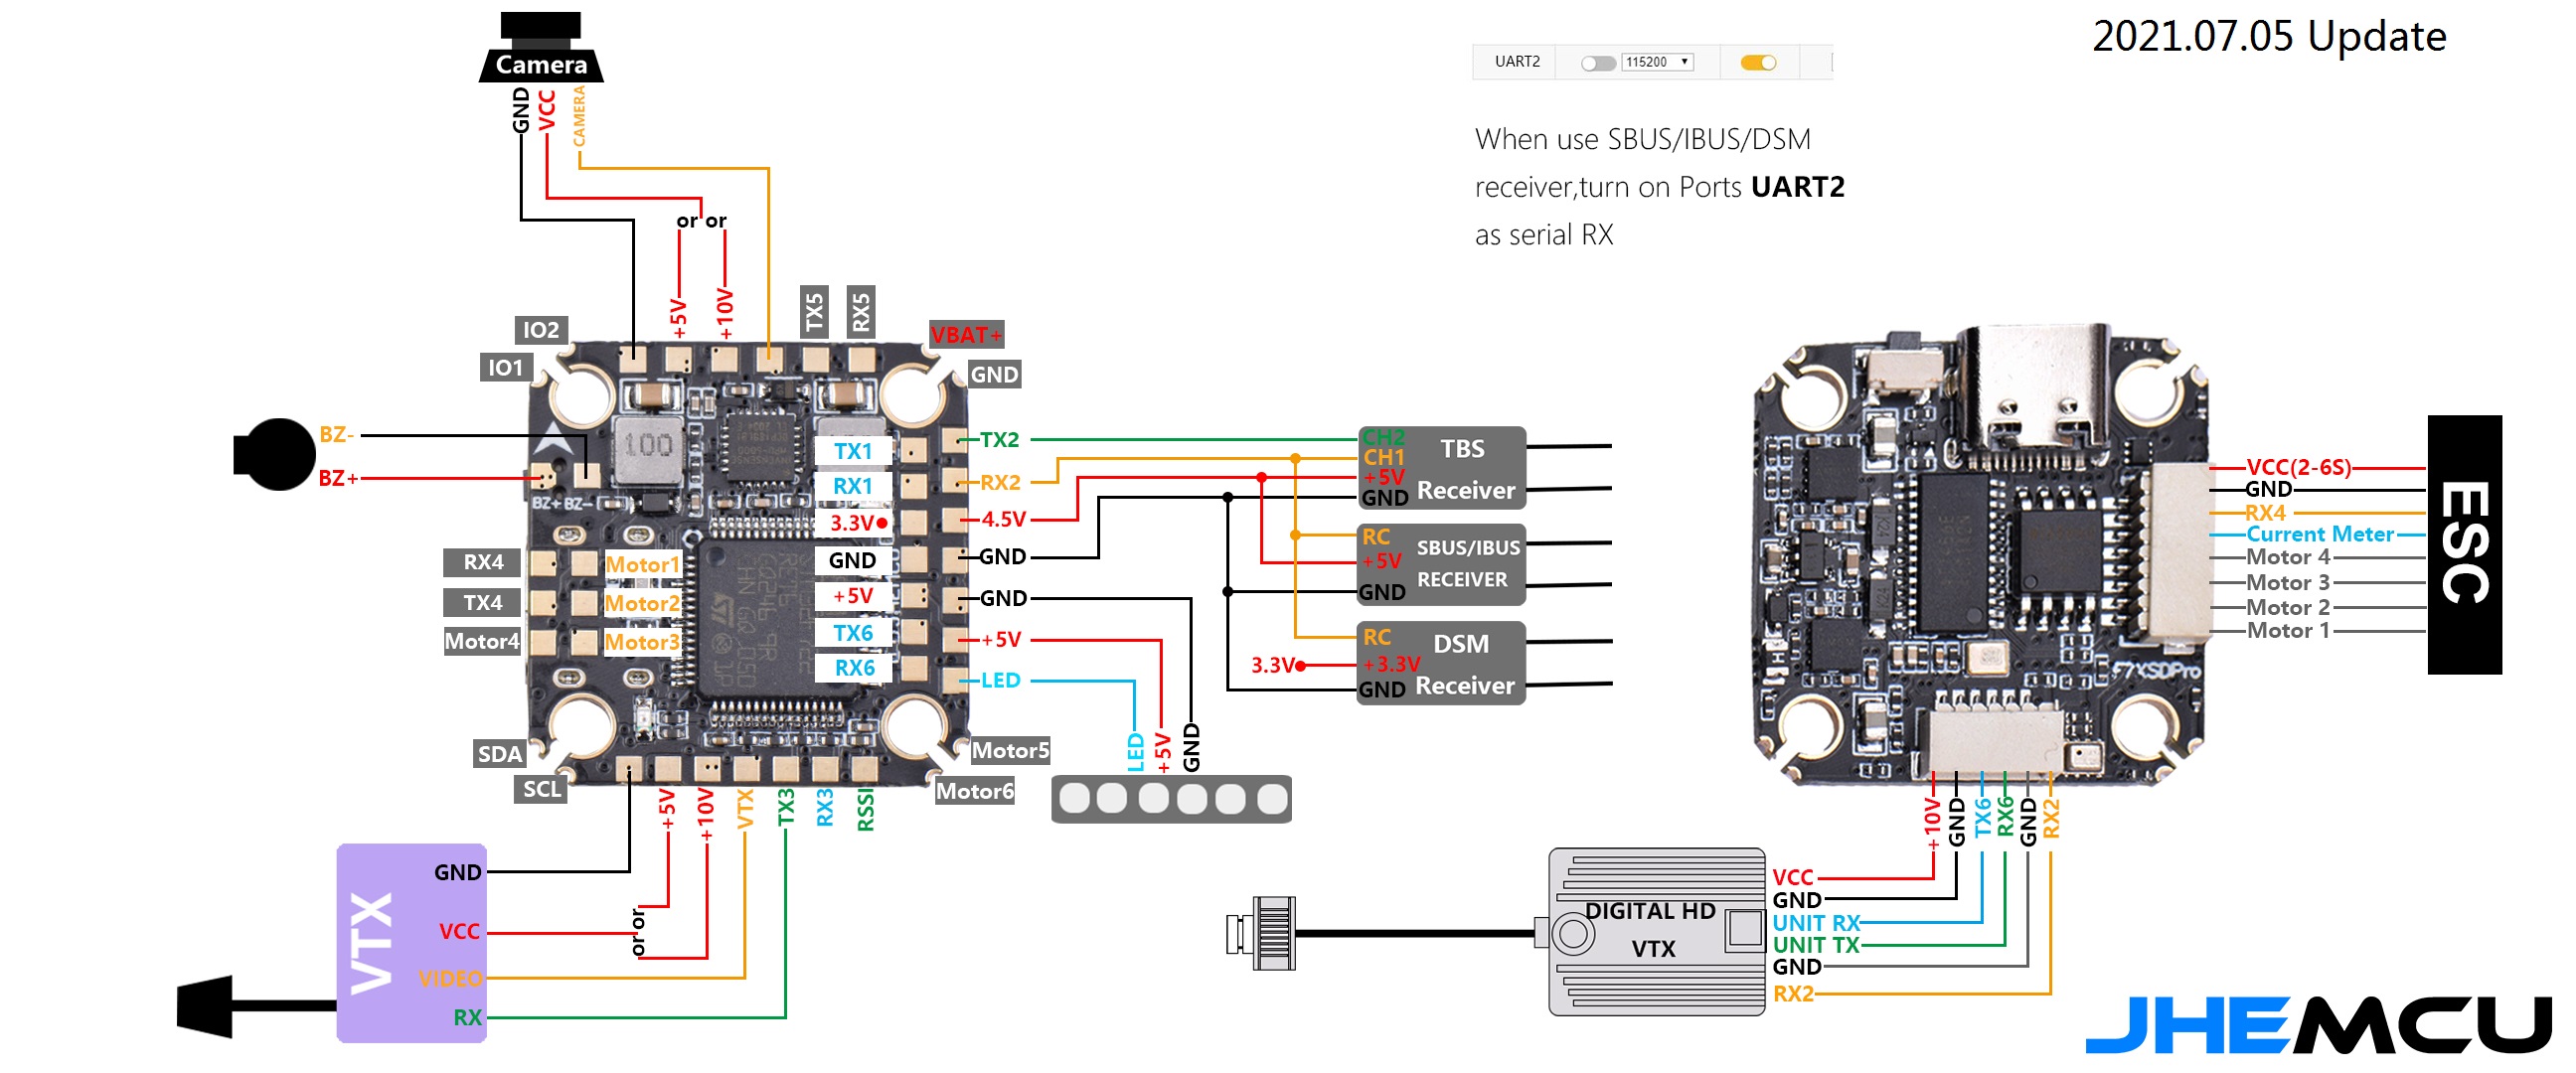 2021.07.05 Update
Camera
GND
VCC
CAMERA
or or
+5V
+10V
TX5
RX5
UART2
115200
When use SBUS/IBUS/DSM
receiver,turn on Ports UART2
as serial RX
IO2
IO1
VBAT+
GND
BZ-
BZ+
BZ+ BZ-
100
TX1
RX1
3.3V
GND
+5V
TX6
RX6
TX2
RX2
4.5V
GND
GND
+5V
LED
RX4
TX4
Motor4
Motor1
Motor2
Motor3
SDA
SCL
Motor5
Motor6
+5V
+10V
VTX
TX3
RX3
RSSI
LED
+5V
GND
CH2
CH1
+5V
GND
TBS
Receiver
RC
+5V
GND
SBUS/IBUS
RECEIVER
RC
3.3V
+3.3V
GND
DSM
Receiver
VTX
GND
VCC
or or
VIDEO
RX
F7XSDPro
VCC(2-6S)
GND
RX4
Current Meter
Motor 4
Motor 3
Motor 2
Motor 1
ESC
+10V
GND
TX6
RX6
GND
RX2
DIGITAL HD
VTX
VCC
GND
UNIT RX
UNIT TX
GND
RX2
JHEMCU